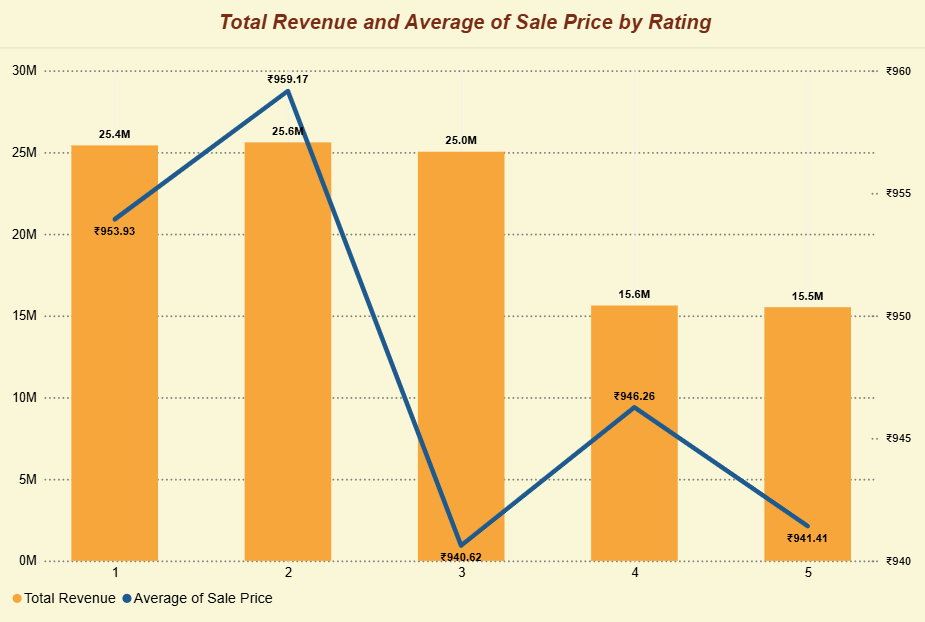 Total Revenue and Average of Sale Price by Rating
30M
25M
20M
15M
10M
5M
0M
₹960
₹955
₹950
₹945
₹940
25.4M
25.6M
25.0M
15.6M
15.5M
₹953.93
₹959.17
₹940.62
₹946.26
₹941.41
1 2 3 4 5
Total Revenue Average of Sale Price